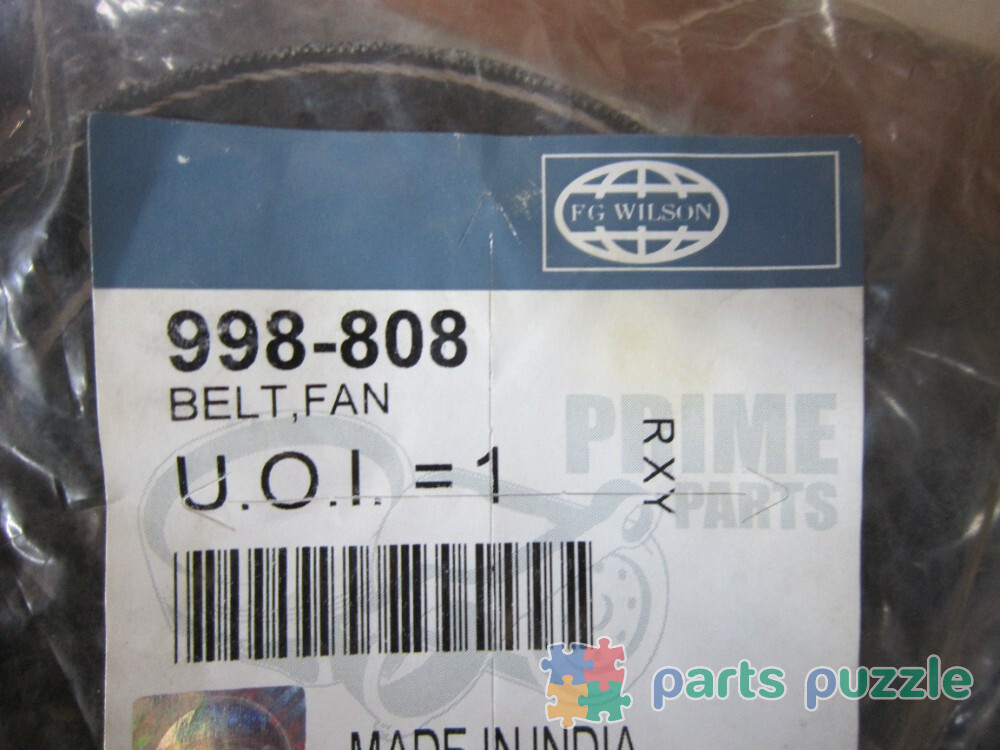 FG WILSON
998-808
BELT,FAN
PRIME
PARTS
RXY
U.O.I. = 1
parts puzzle
MADE IN INDIA